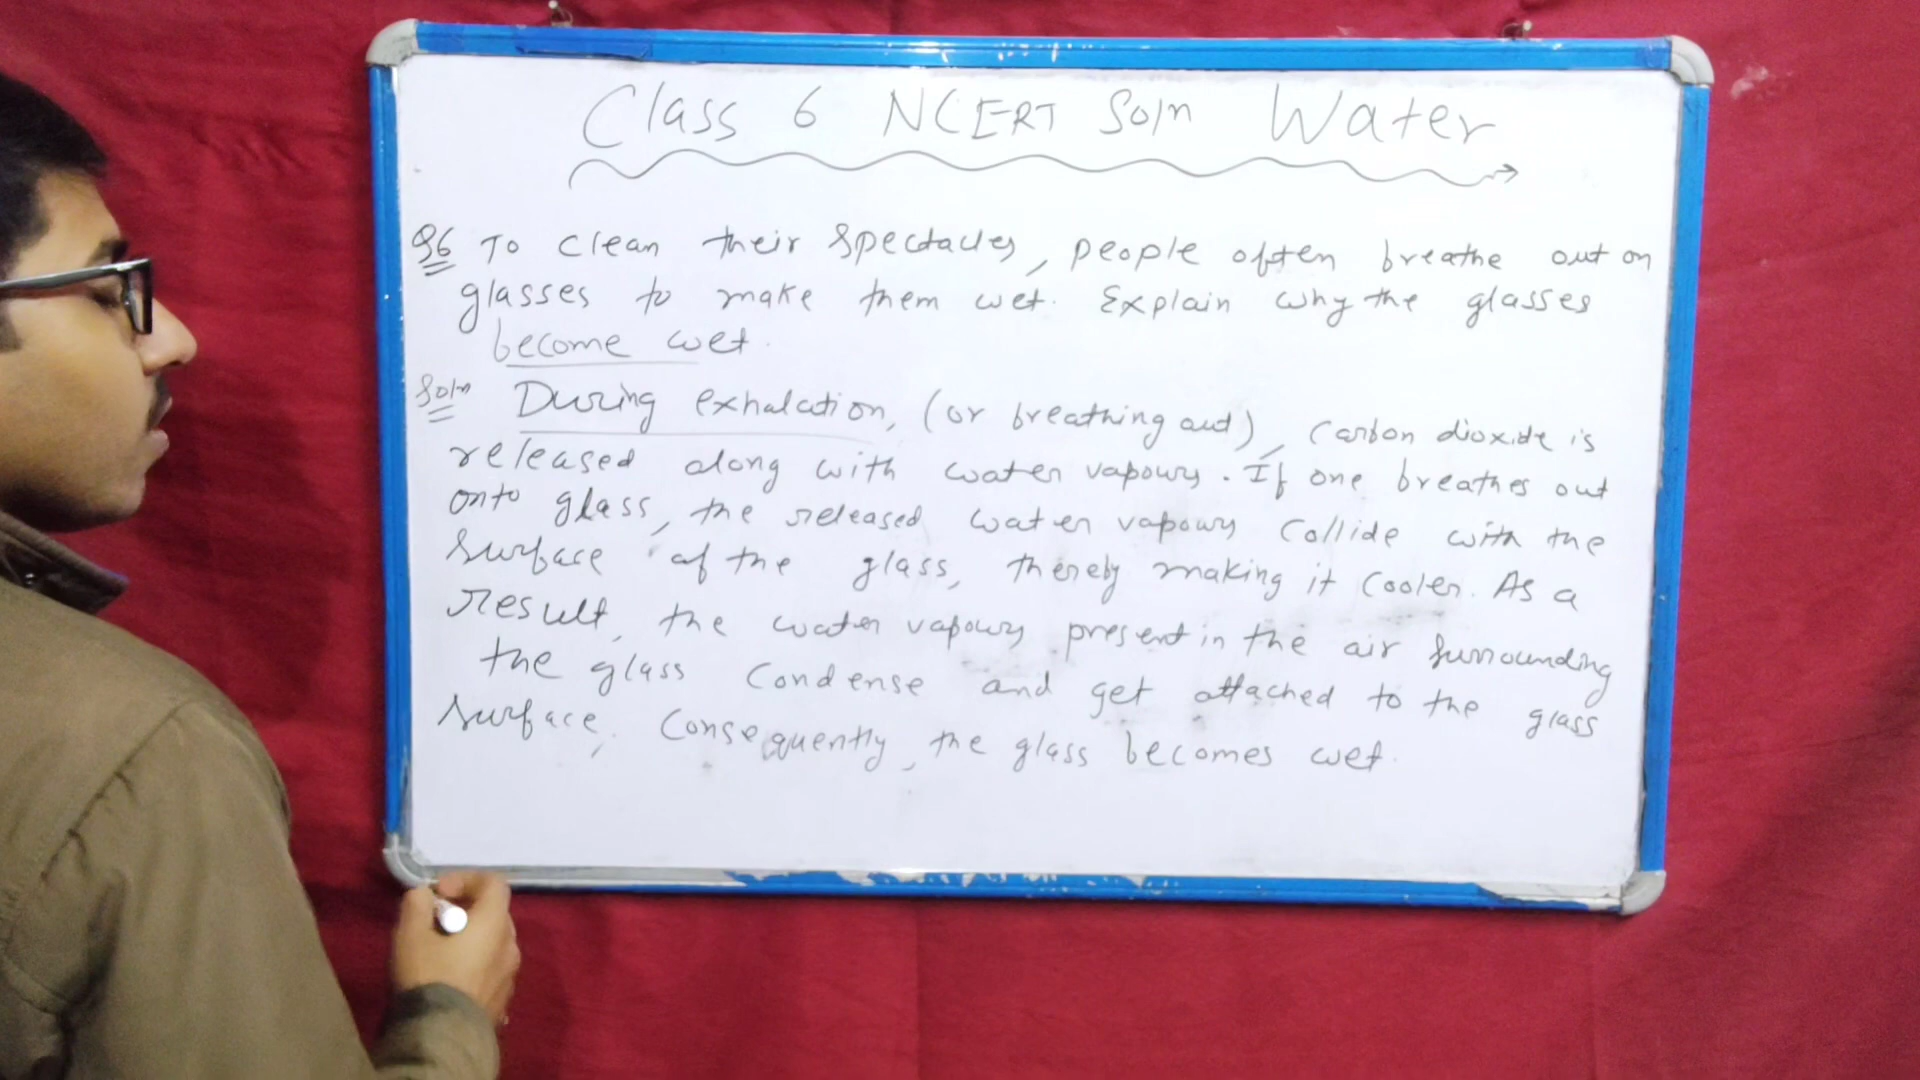 Class 6 NCERT Soln Water
Q6 To clean their spectacles, people often breathe out on
glasses to make them wet. Explain why the glasses
become wet.
Soln During exhalation, (or breathing out), Carbon dioxide is
released along with water vapours. If one breathes out
onto glass, the released water vapours collide with the
surface of the glass, thereby making it cooler. As a
result, the water vapours present in the air surrounding
the glass condense and get attached to the glass
surface. Consequently, the glass becomes wet.